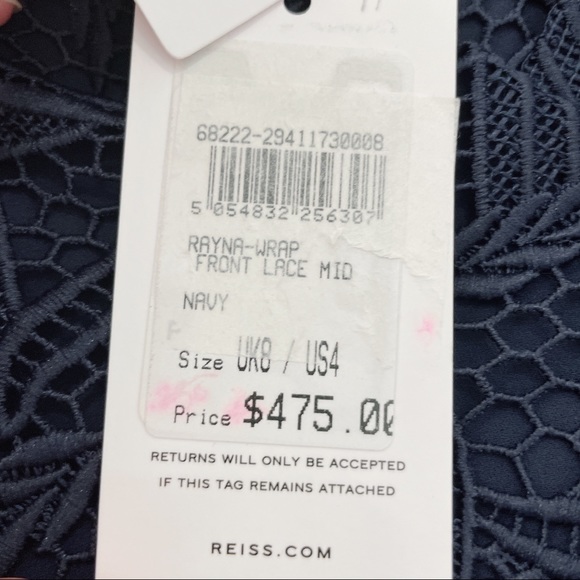 68222-29411730008
5 054832 256307
RAYNA-WRAP
FRONT LACE MID
NAVY
Size UK8 / US4
Price $475.00
RETURNS WILL ONLY BE ACCEPTED
IF THIS TAG REMAINS ATTACHED
REISS.COM